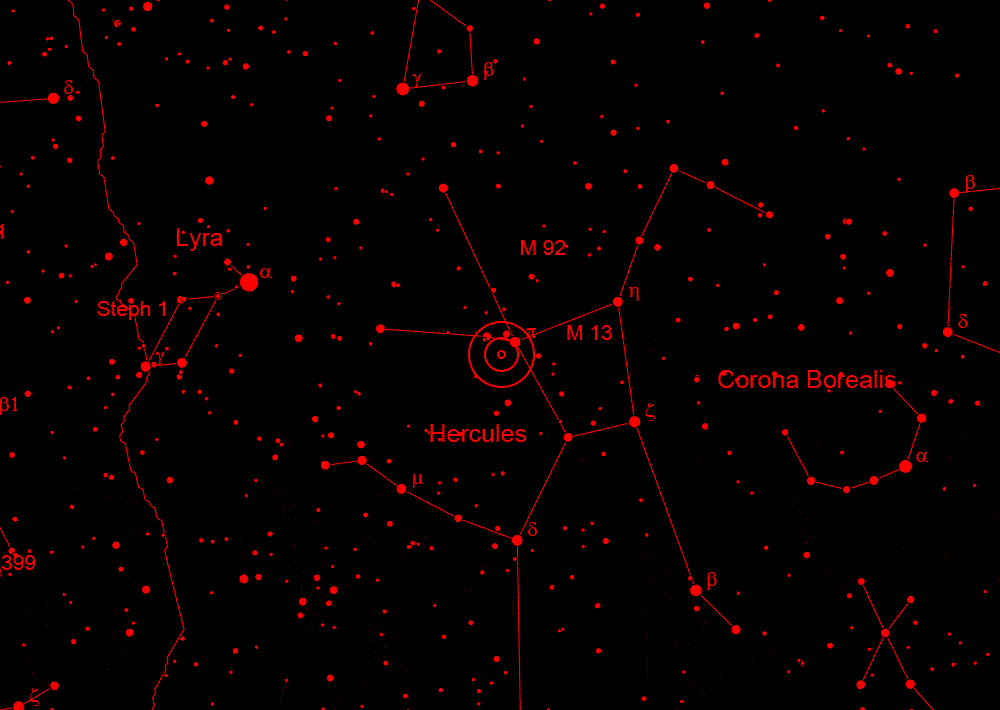 γ
β
δ
β
Lyra
M 92
α
η
Steph 1
δ
π
M 13
Corona Borealis
γ
β1
ζ
Hercules
α
μ
δ
399
β
ζ